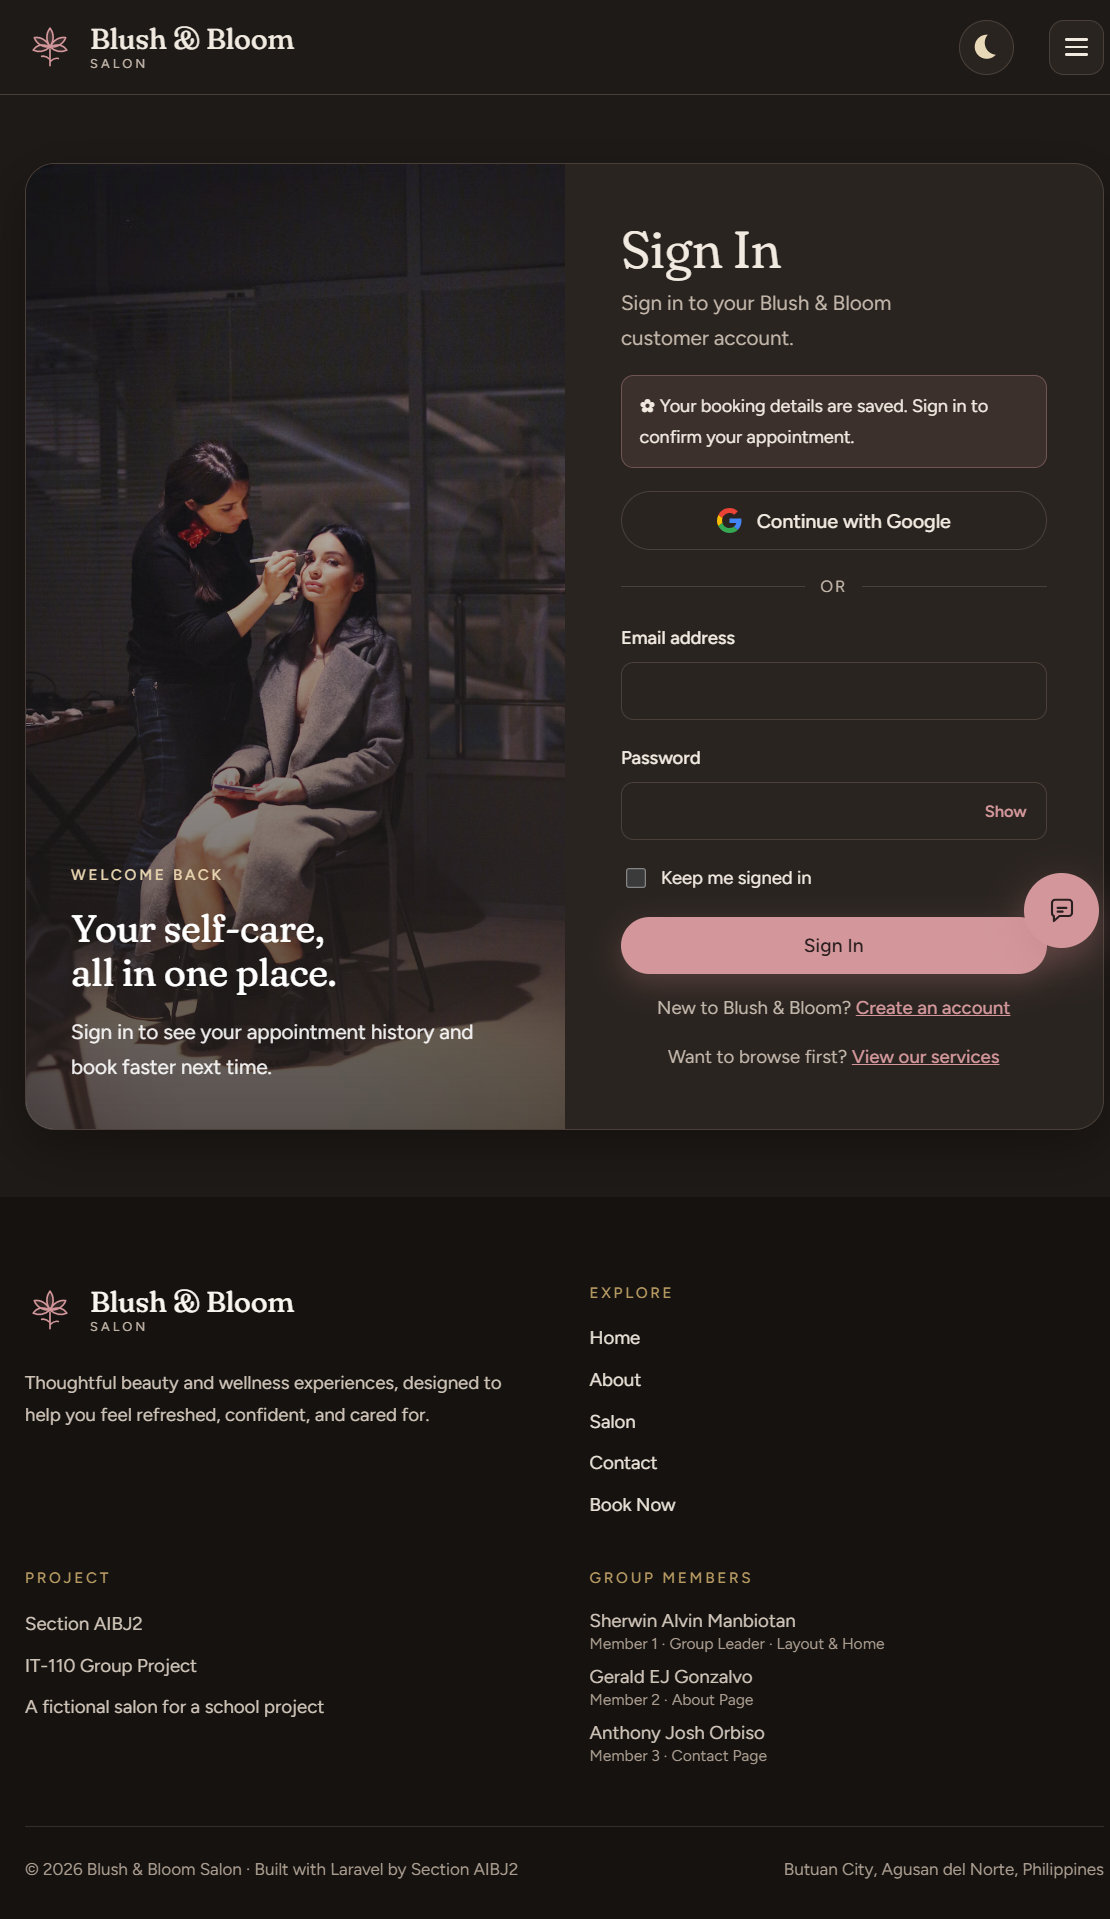 Blush & Bloom
SALON
WELCOME BACK
Your self-care,
all in one place.
Sign in to see your appointment history and
book faster next time.
Sign In
Sign in to your Blush & Bloom
customer account.
✿ Your booking details are saved. Sign in to
confirm your appointment.
Continue with Google
OR
Email address
Password
Show
Keep me signed in
Sign In
New to Blush & Bloom? Create an account
Want to browse first? View our services
Blush & Bloom
SALON
Thoughtful beauty and wellness experiences, designed to
help you feel refreshed, confident, and cared for.
EXPLORE
Home
About
Salon
Contact
Book Now
PROJECT
Section AIBJ2
IT-110 Group Project
A fictional salon for a school project
GROUP MEMBERS
Sherwin Alvin Manbiotan
Member 1 · Group Leader · Layout & Home
Gerald EJ Gonzalvo
Member 2 · About Page
Anthony Josh Orbiso
Member 3 · Contact Page
© 2026 Blush & Bloom Salon · Built with Laravel by Section AIBJ2
Butuan City, Agusan del Norte, Philippines